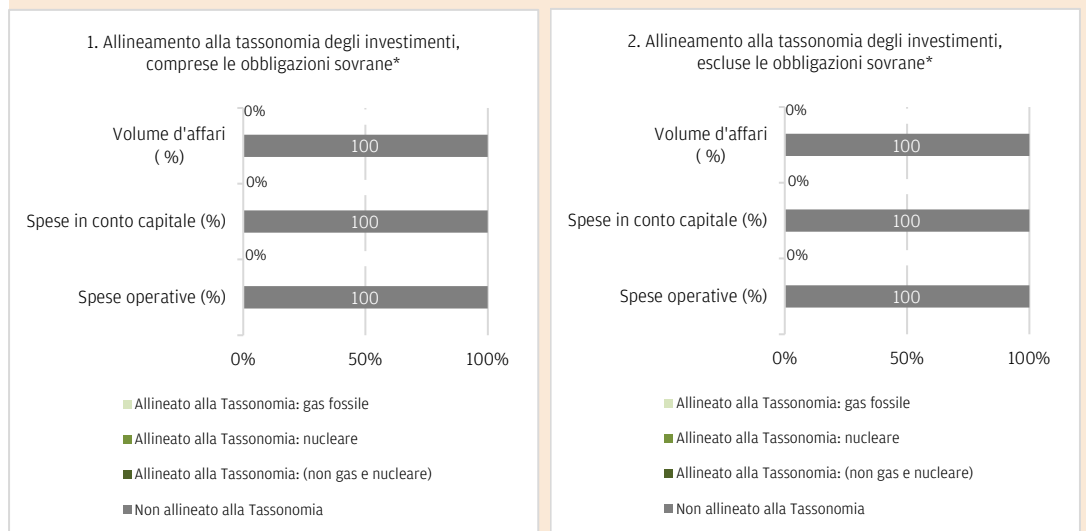 1. Allineamento alla tassonomia degli investimenti,
comprese le obbligazioni sovrane*
0%
Volume d'affari
( %)
100
0%
Spese in conto capitale (%)
100
0%
Spese operative (%)
100
0%
50%
100%
Allineato alla Tassonomia: gas fossile
Allineato alla Tassonomia: nucleare
Allineato alla Tassonomia: (non gas e nucleare)
Non allineato alla Tassonomia
2. Allineamento alla tassonomia degli investimenti,
escluse le obbligazioni sovrane*
0%
Volume d'affari
( %)
100
0%
Spese in conto capitale (%)
100
0%
Spese operative (%)
100
0%
50%
100%
Allineato alla Tassonomia: gas fossile
Allineato alla Tassonomia: nucleare
Allineato alla Tassonomia: (non gas e nucleare)
Non allineato alla Tassonomia